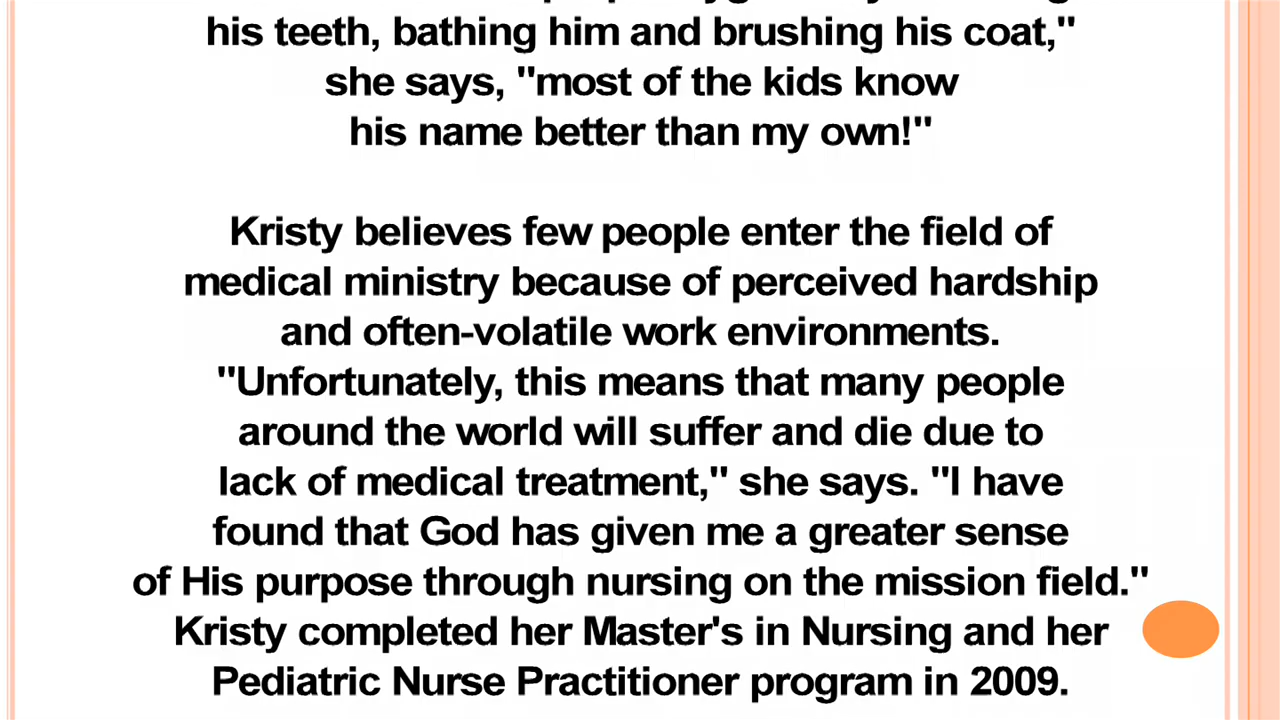 his teeth, bathing him and brushing his coat,"
she says, "most of the kids know
his name better than my own!"
Kristy believes few people enter the field of
medical ministry because of perceived hardship
and often-volatile work environments.
"Unfortunately, this means that many people
around the world will suffer and die due to
lack of medical treatment," she says. "I have
found that God has given me a greater sense
of His purpose through nursing on the mission field."
Kristy completed her Master's in Nursing and her
Pediatric Nurse Practitioner program in 2009.